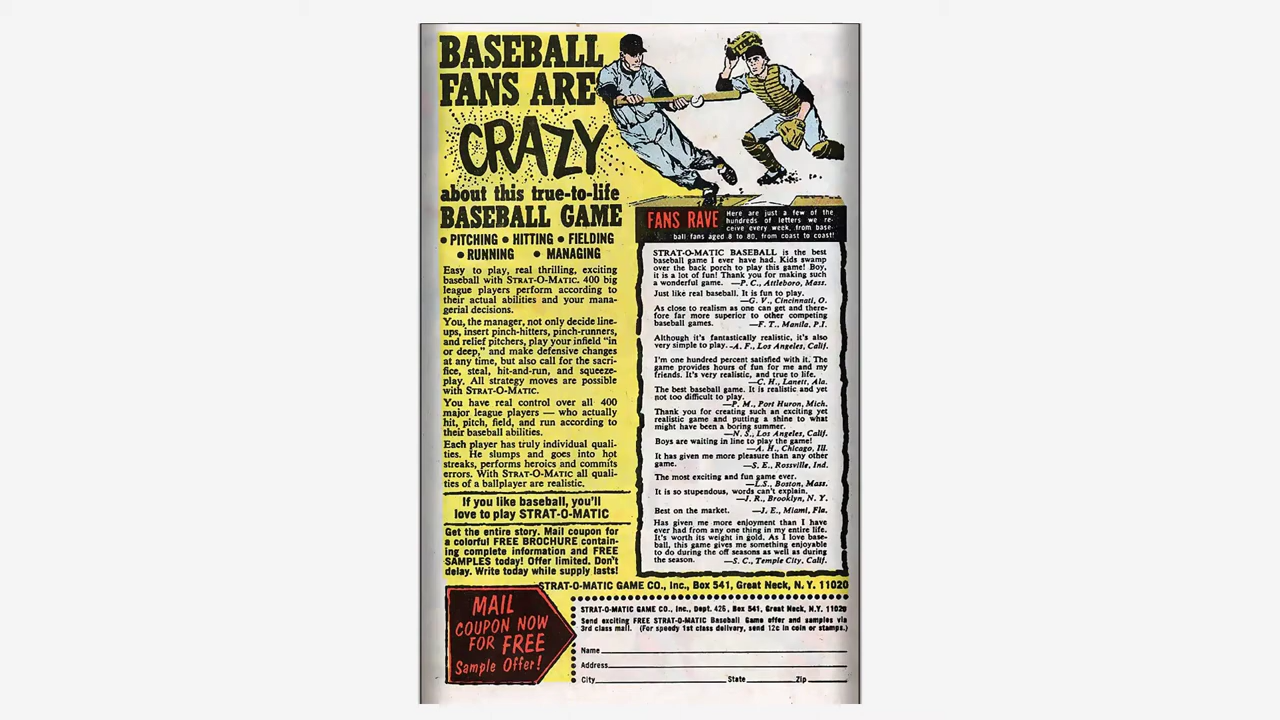 BASEBALL
FANS ARE
CRAZY
about this true-to-life
BASEBALL GAME
• PITCHING • HITTING • FIELDING
• RUNNING • MANAGING
Easy to play, real thrilling, exciting
baseball with STRAT-O-MATIC. 400 big
league players perform according to
their actual abilities and your mana-
gerial decisions.
You, the manager, not only decide line-
ups, insert pinch-hitters, pinch-runners,
and relief pitchers, play your infield "in
or deep," and make defensive changes
at any time, but also call for the sacri-
fice, steal, hit-and-run, and squeeze-
play. All strategy moves are possible
with STRAT-O-MATIC.
You have real control over all 400
major league players — who actually
hit, pitch, field, and run according to
their baseball abilities.
Each player has truly individual quali-
ties. He slumps and goes into hot
streaks, performs heroics and commits
errors. With STRAT-O-MATIC all quali-
ties of a ballplayer are realistic.
If you like baseball, you'll
love to play STRAT-O-MATIC
Get the entire story. Mail coupon for
a colorful FREE BROCHURE contain-
ing complete information and FREE
SAMPLES today! Offer limited. Don't
delay. Write today while supply lasts!
FANS RAVE
Here are just a few of the
hundreds of letters we re-
ceive every week, from base-
ball fans aged 8 to 80, from coast to coast!
STRAT-O-MATIC BASEBALL is the best
baseball game I ever have had. Kids swamp
over the back porch to play this game! Boy,
it is a lot of fun! Thank you for making such
a wonderful game. —P. C., Attleboro, Mass.
Just like real baseball. It is fun to play.
—G. V., Cincinnati, O.
As close to realism as one can get and there-
fore far more superior to other competing
baseball games. —F. T., Manila, P.I.
Although it's fantastically realistic, it's also
very simple to play. –A. F., Los Angeles, Calif.
I'm one hundred percent satisfied with it. The
game provides hours of fun for me and my
friends. It's very realistic, and true to life.
—C. H., Lanett, Ala.
The best baseball game. It is realistic and yet
not too difficult to play.
—P. M., Port Huron, Mich.
Thank you for creating such an exciting yet
realistic game and putting a shine to what
might have been a boring summer.
—N. S., Los Angeles, Calif.
Boys are waiting in line to play the game!
—A. H., Chicago, Ill.
It has given me more pleasure than any other
game. —S. E., Rossville, Ind.
The most exciting and fun game ever.
—L.S., Boston, Mass.
It is so stupendous, words can't explain.
—J. R., Brooklyn, N. Y.
Best on the market. —J. E., Miami, Fla.
Has given me more enjoyment than I have
ever had from any one thing in my entire life.
It's worth its weight in gold. As I love base-
ball, this game gives me something enjoyable
to do during the off seasons as well as during
the season. —S. C., Temple City, Calif.
STRAT-O-MATIC GAME CO., Inc., Box 541, Great Neck, N. Y. 11020
MAIL
COUPON NOW
FOR FREE
Sample Offer!
STRAT-O-MATIC GAME CO., Inc., Dept. 426, Box 541, Great Neck, N.Y. 11020
Send exciting FREE STRAT-O-MATIC Baseball Game offer and samples via
3rd class mail. (For speedy 1st class delivery, send 12c in coin or stamps.)
Name
Address
City State Zip